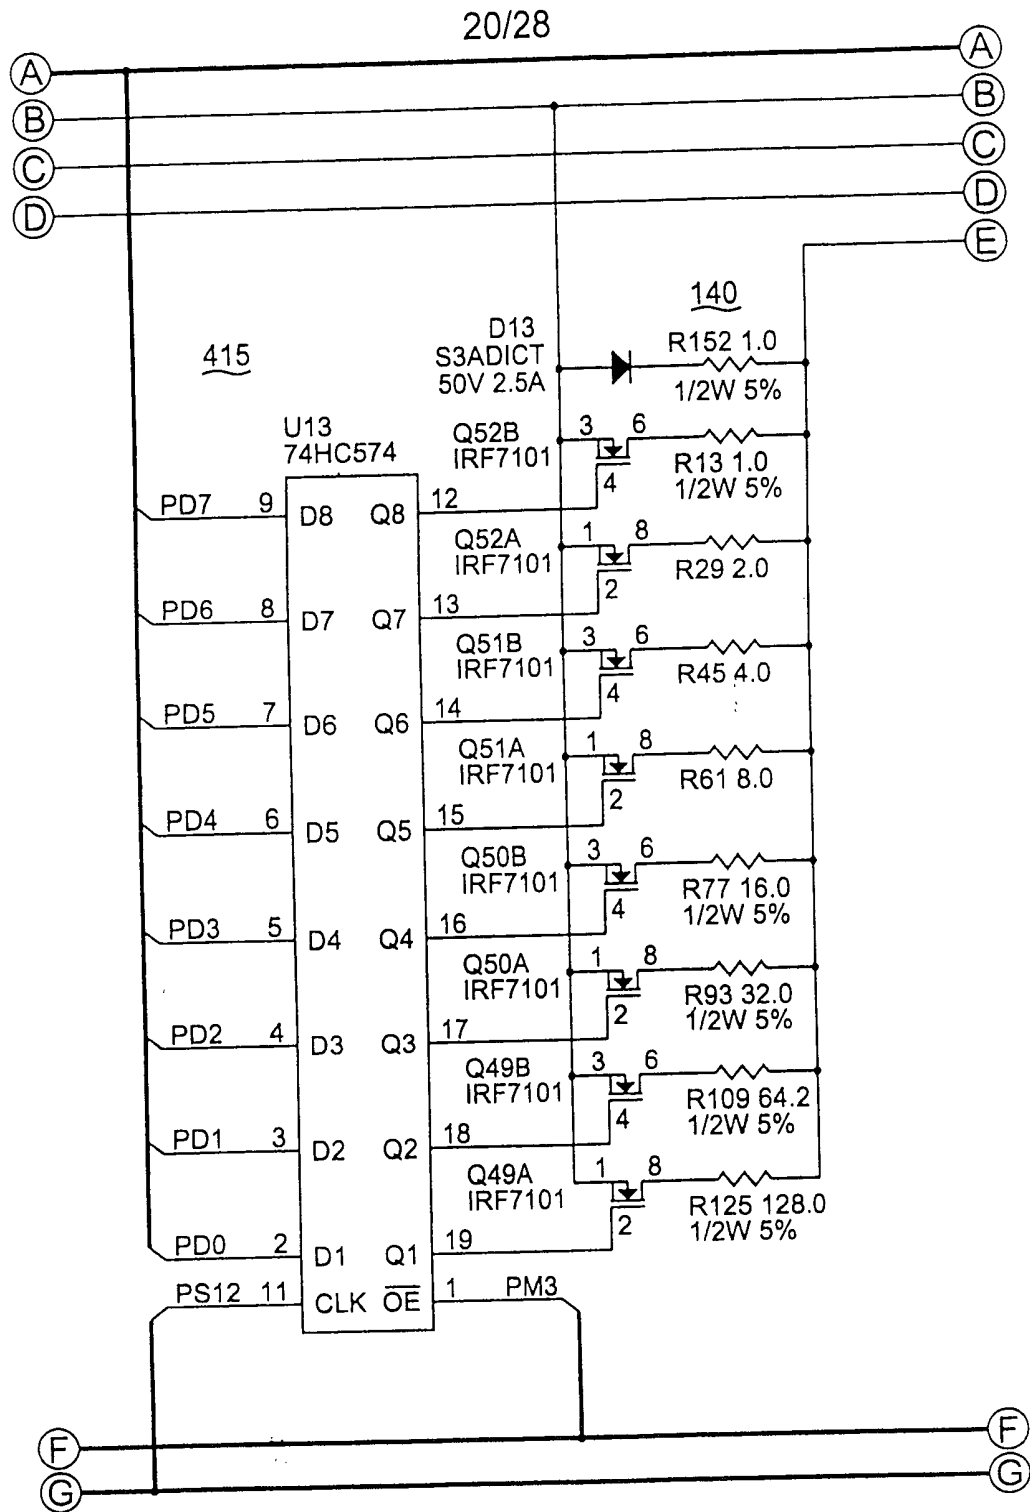 20/28
A A
B B
C C
D D
E
140
D13
S3ADICT
50V 2.5A
R152 1.0
1/2W 5%
415
U13
74HC574
Q52B
IRF7101
3 6
4
R13 1.0
1/2W 5%
PD7 9 D8 Q8 12
Q52A
IRF7101
1 8
2
R29 2.0
PD6 8 D7 Q7 13
Q51B
IRF7101
3 6
4
R45 4.0
PD5 7 D6 Q6 14
Q51A
IRF7101
1 8
2
R61 8.0
PD4 6 D5 Q5 15
Q50B
IRF7101
3 6
4
R77 16.0
1/2W 5%
PD3 5 D4 Q4 16
Q50A
IRF7101
1 8
2
R93 32.0
1/2W 5%
PD2 4 D3 Q3 17
Q49B
IRF7101
3 6
4
R109 64.2
1/2W 5%
PD1 3 D2 Q2 18
Q49A
IRF7101
1 8
2
R125 128.0
1/2W 5%
PD0 2 D1 Q1 19
PS12 11 CLK OE 1 PM3
F F
G G